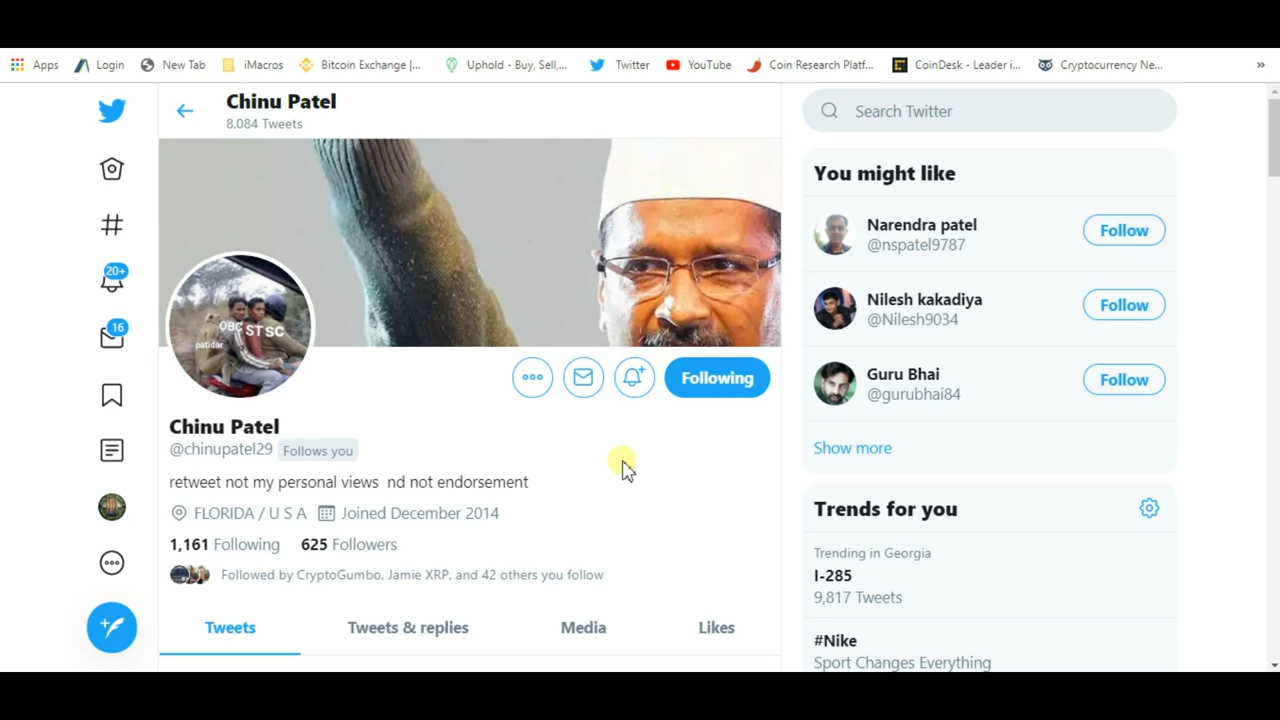 Apps Login New Tab iMacros Bitcoin Exchange |... Uphold - Buy, Sell,... Twitter YouTube Coin Research Platf... CoinDesk - Leader i... Cryptocurrency Ne... »
Chinu Patel
8,084 Tweets
Search Twitter
You might like
Narendra patel
@nspatel9787
Follow
Nilesh kakadiya
@Nilesh9034
Follow
Guru Bhai
@gurubhai84
Follow
Show more
20+
16
OBC ST SC
patidar
Following
Chinu Patel
@chinupatel29 Follows you
retweet not my personal views nd not endorsement
FLORIDA / U S A Joined December 2014
1,161 Following 625 Followers
Followed by CryptoGumbo, Jamie XRP, and 42 others you follow
Tweets Tweets & replies Media Likes
Trends for you
Trending in Georgia
I-285
9,817 Tweets
#Nike
Sport Changes Everything